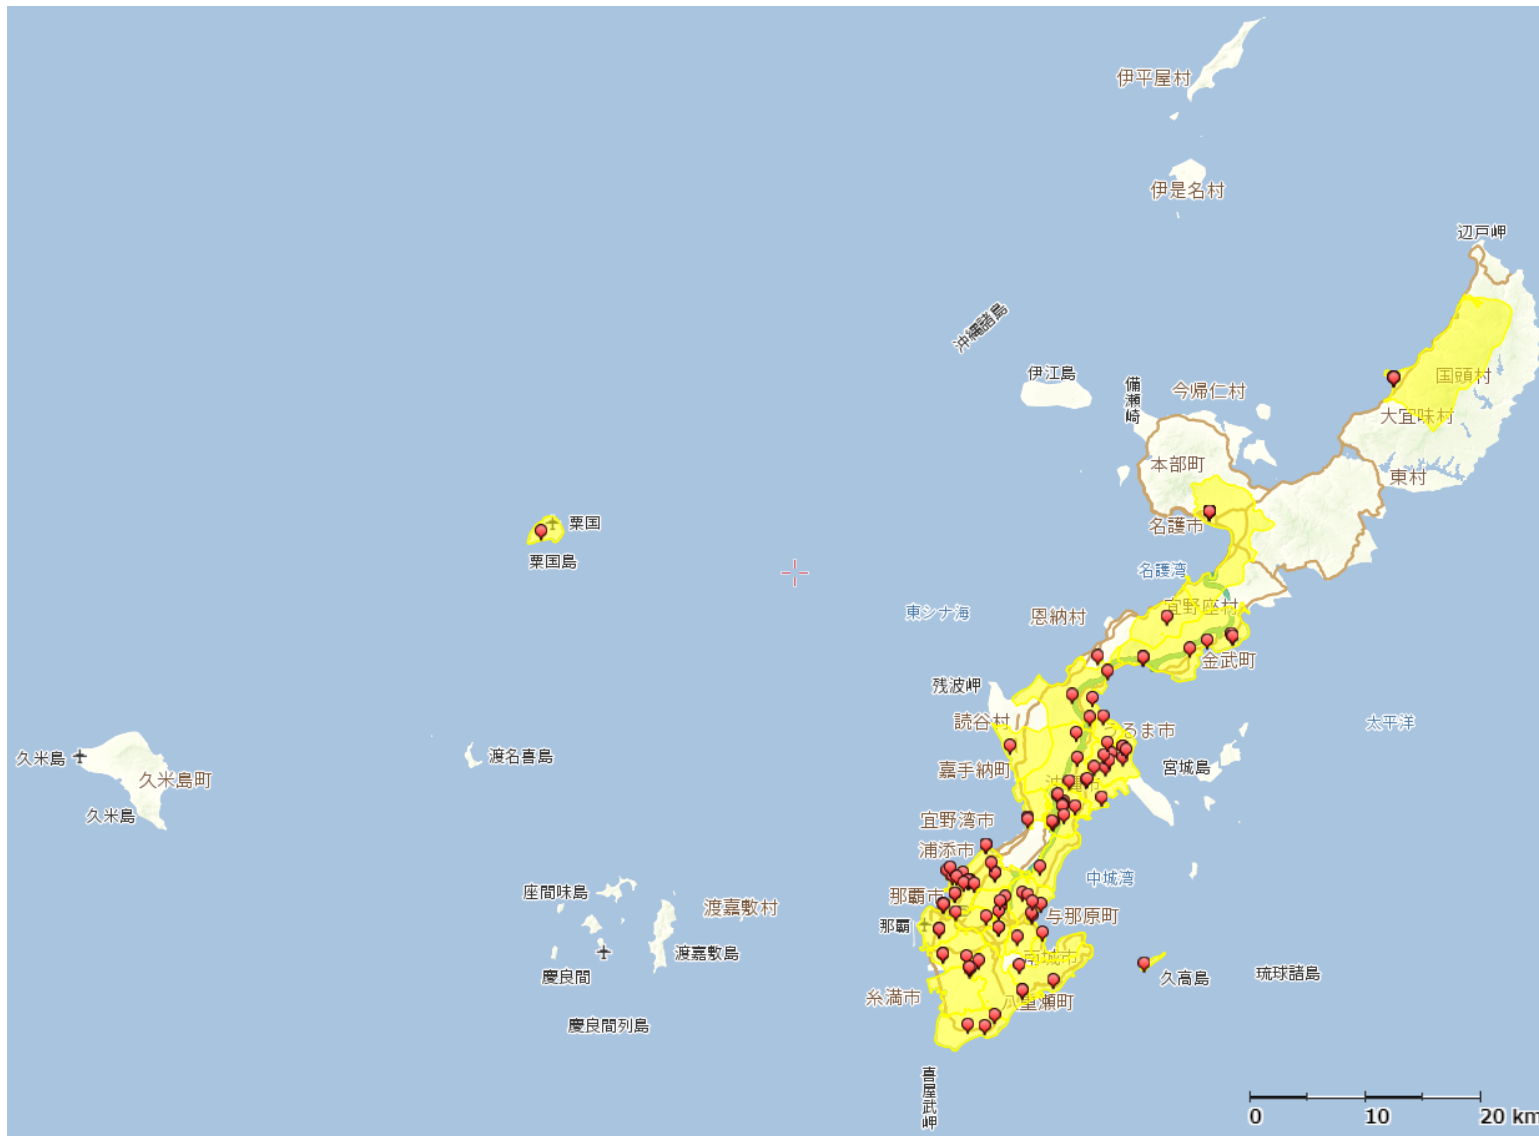 伊平屋村
伊是名村
辺戸岬
沖縄諸島
伊江島
備瀬崎
今帰仁村
国頭村
大宜味村
本部町
東村
名護市
粟国
粟国島
名護湾
東シナ海
恩納村
宜野座村
金武町
残波岬
読谷村
うるま市
太平洋
久米島
久米島町
久米島
渡名喜島
嘉手納町
沖縄市
宮城島
宜野湾市
浦添市
中城湾
座間味島
渡嘉敷村
那覇市
与那原町
那覇
渡嘉敷島
南城市
慶良間
久高島
琉球諸島
糸満市
八重瀬町
慶良間列島
喜屋武岬
0 10 20 km